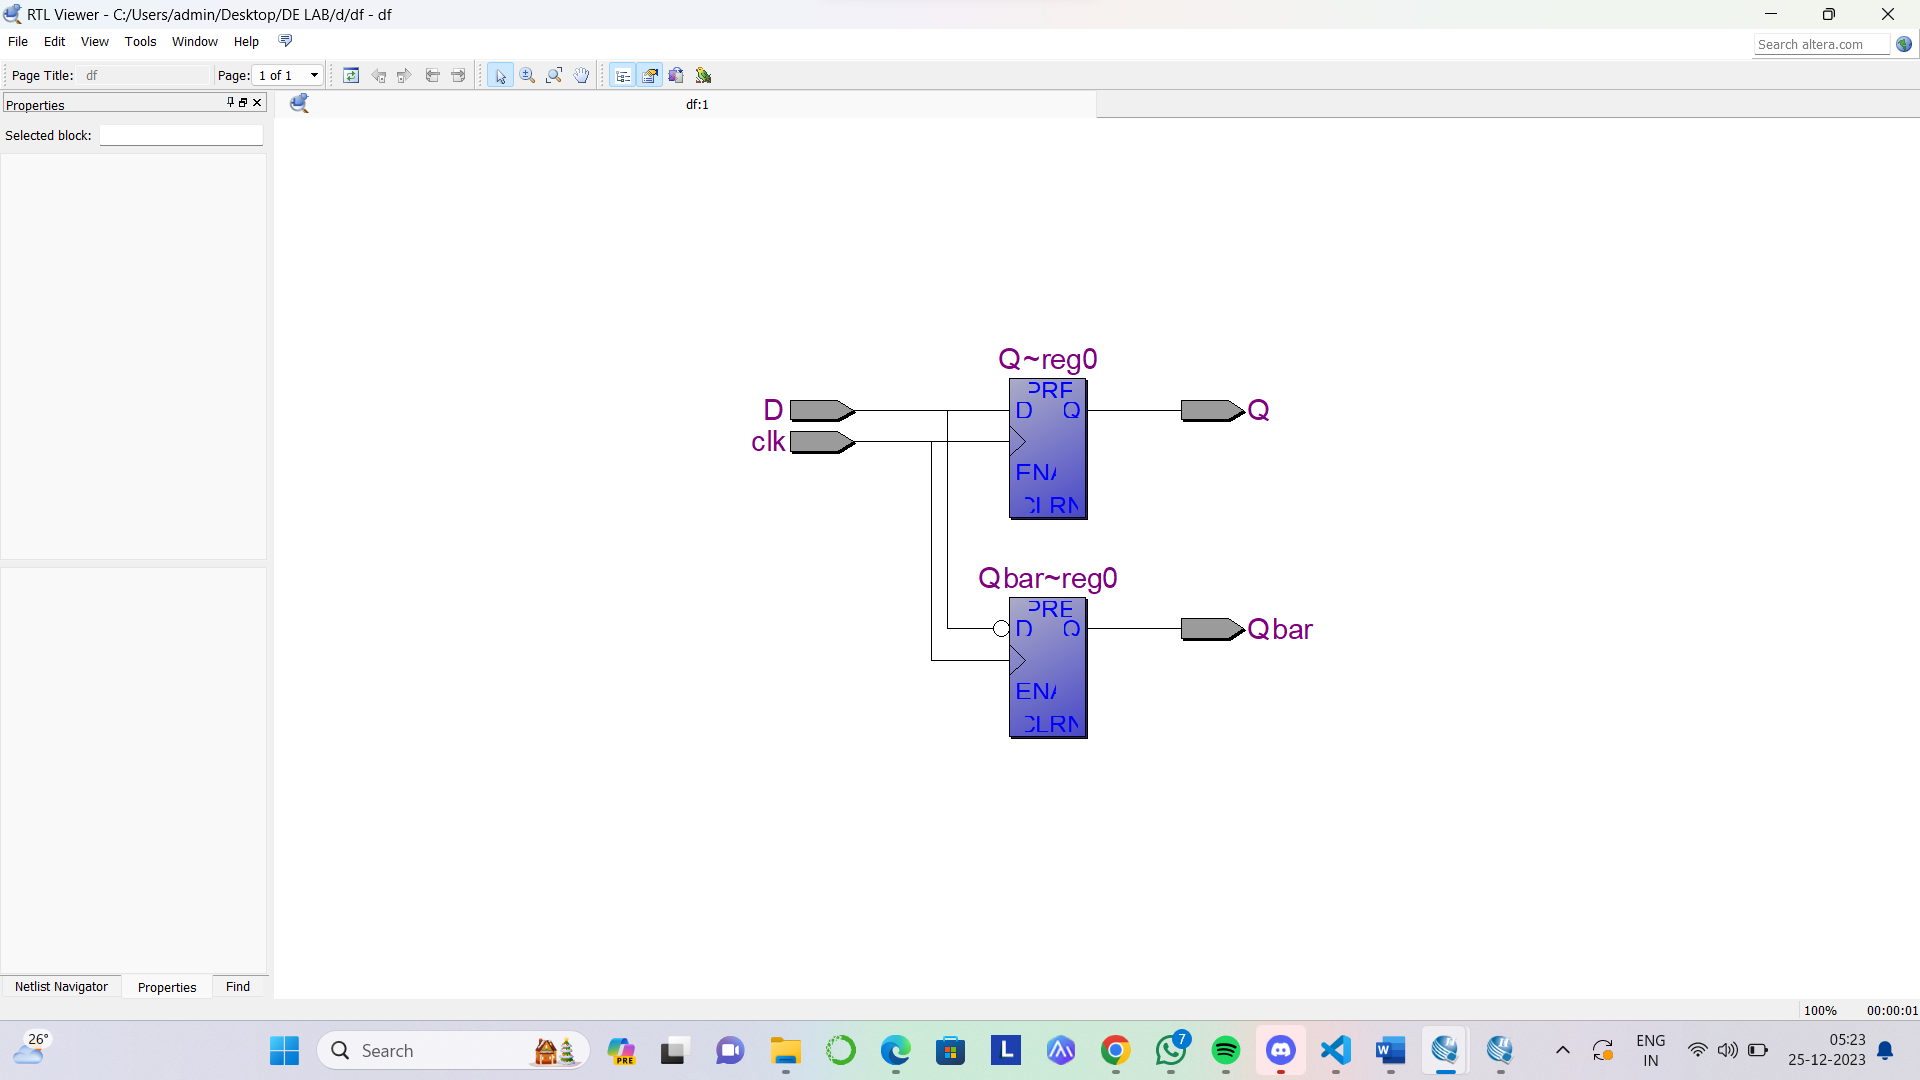 RTL Viewer - C:/Users/admin/Desktop/DE LAB/d/df - df
File Edit View Tools Window Help
Search altera.com
Page Title: df Page: 1 of 1
Properties
df:1
Selected block:
Q~reg0
PRE
D
D Q
Q
clk
ENA
CLRN
Qbar~reg0
PRE
D Q
Qbar
ENA
CLRN
Netlist Navigator Properties Find
100% 00:00:01
26°
Search
PRE
L
7
W
ENG
IN
05:23
25-12-2023